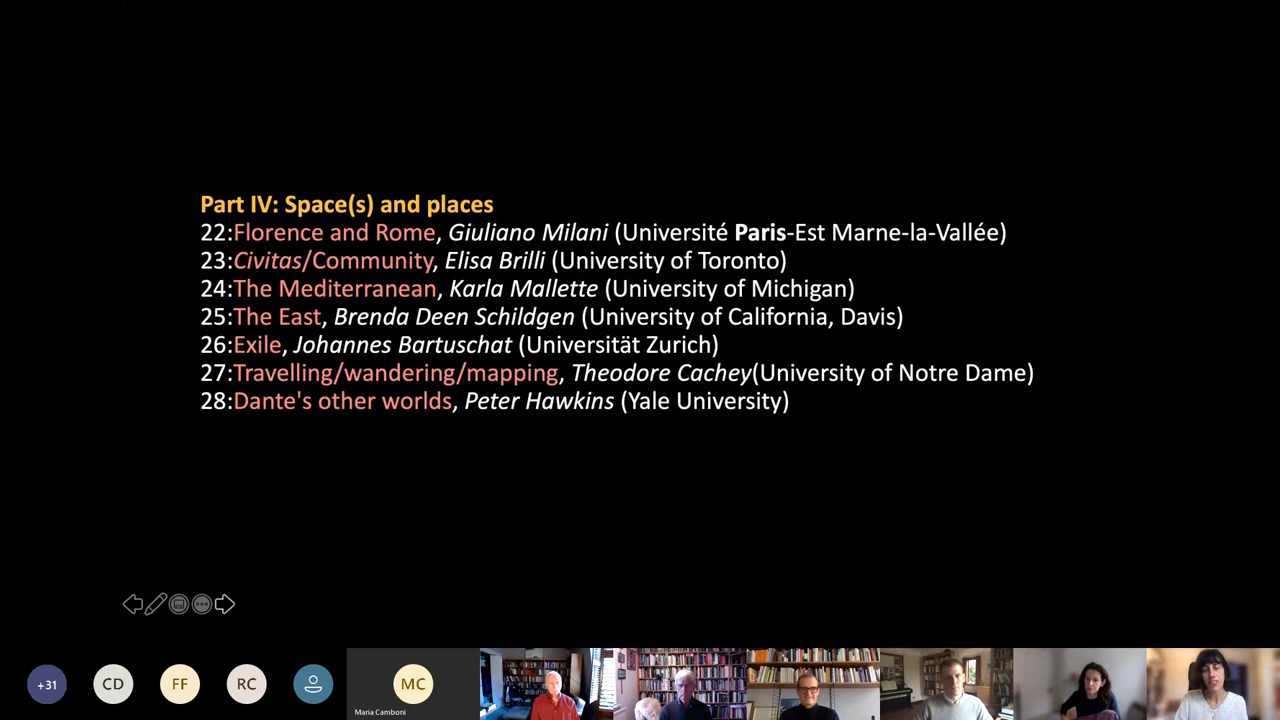 Part IV: Space(s) and places
22:Florence and Rome, Giuliano Milani (Université Paris-Est Marne-la-Vallée)
23:Civitas/Community, Elisa Brilli (University of Toronto)
24:The Mediterranean, Karla Mallette (University of Michigan)
25:The East, Brenda Deen Schildgen (University of California, Davis)
26:Exile, Johannes Bartuschat (Universität Zurich)
27:Travelling/wandering/mapping, Theodore Cachey(University of Notre Dame)
28:Dante's other worlds, Peter Hawkins (Yale University)
+31 CD FF RC MC
Maria Camboni